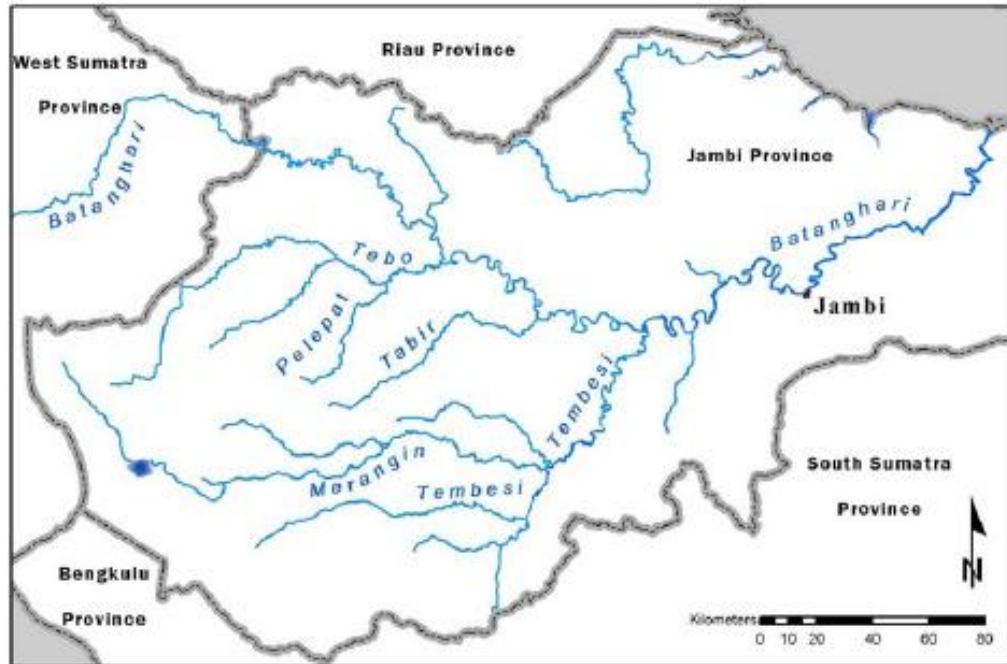 Riau Province
West Sumatra
Province
Batanghari
Jambi Province
Batanghari
Tebo
Pelepat
Tabir
Jambi
Tembesi
Merangin
Tembesi
South Sumatra
Province
Bengkulu
Province
N
Kilometers
0 10 20 40 60 80